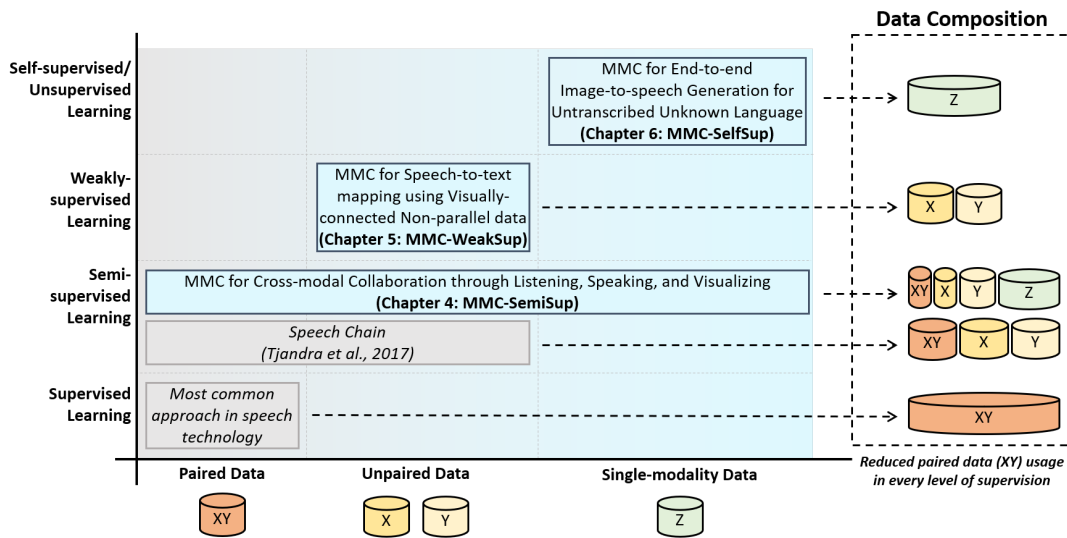 Data Composition
Self-supervised/
Unsupervised
Learning
MMC for End-to-end
Image-to-speech Generation for
Untranscribed Unknown Language
(Chapter 6: MMC-SelfSup)
Z
Weakly-
supervised
Learning
MMC for Speech-to-text
mapping using Visually-
connected Non-parallel data
(Chapter 5: MMC-WeakSup)
X
Y
Semi-
supervised
Learning
MMC for Cross-modal Collaboration through Listening, Speaking, and Visualizing
(Chapter 4: MMC-SemiSup)
XY
X
Y
Z
Speech Chain
(Tjandra et al., 2017)
XY
X
Y
Supervised
Learning
Most common
approach in speech
technology
XY
Reduced paired data (XY) usage
in every level of supervision
Paired Data
Unpaired Data
Single-modality Data
XY
X
Y
Z